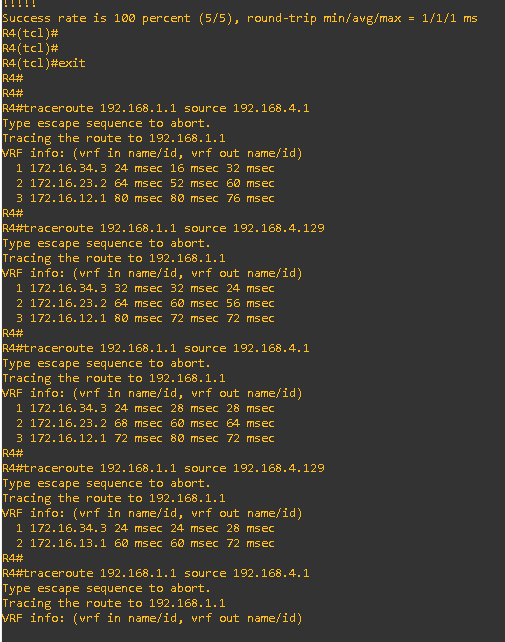 !!!!!
Success rate is 100 percent (5/5), round-trip min/avg/max = 1/1/1 ms
R4(tcl)#
R4(tcl)#
R4(tcl)#exit
R4#
R4#
R4#traceroute 192.168.1.1 source 192.168.4.1
Type escape sequence to abort.
Tracing the route to 192.168.1.1
VRF info: (vrf in name/id, vrf out name/id)
  1 172.16.34.3 24 msec 16 msec 32 msec
  2 172.16.23.2 64 msec 52 msec 60 msec
  3 172.16.12.1 80 msec 80 msec 76 msec
R4#
R4#traceroute 192.168.1.1 source 192.168.4.129
Type escape sequence to abort.
Tracing the route to 192.168.1.1
VRF info: (vrf in name/id, vrf out name/id)
  1 172.16.34.3 32 msec 32 msec 24 msec
  2 172.16.23.2 64 msec 60 msec 56 msec
  3 172.16.12.1 80 msec 72 msec 72 msec
R4#
R4#traceroute 192.168.1.1 source 192.168.4.1
Type escape sequence to abort.
Tracing the route to 192.168.1.1
VRF info: (vrf in name/id, vrf out name/id)
  1 172.16.34.3 24 msec 28 msec 28 msec
  2 172.16.23.2 68 msec 60 msec 64 msec
  3 172.16.12.1 72 msec 80 msec 72 msec
R4#
R4#traceroute 192.168.1.1 source 192.168.4.129
Type escape sequence to abort.
Tracing the route to 192.168.1.1
VRF info: (vrf in name/id, vrf out name/id)
  1 172.16.34.3 24 msec 24 msec 28 msec
  2 172.16.13.1 60 msec 60 msec 72 msec
R4#
R4#traceroute 192.168.1.1 source 192.168.4.1
Type escape sequence to abort.
Tracing the route to 192.168.1.1
VRF info: (vrf in name/id, vrf out name/id)